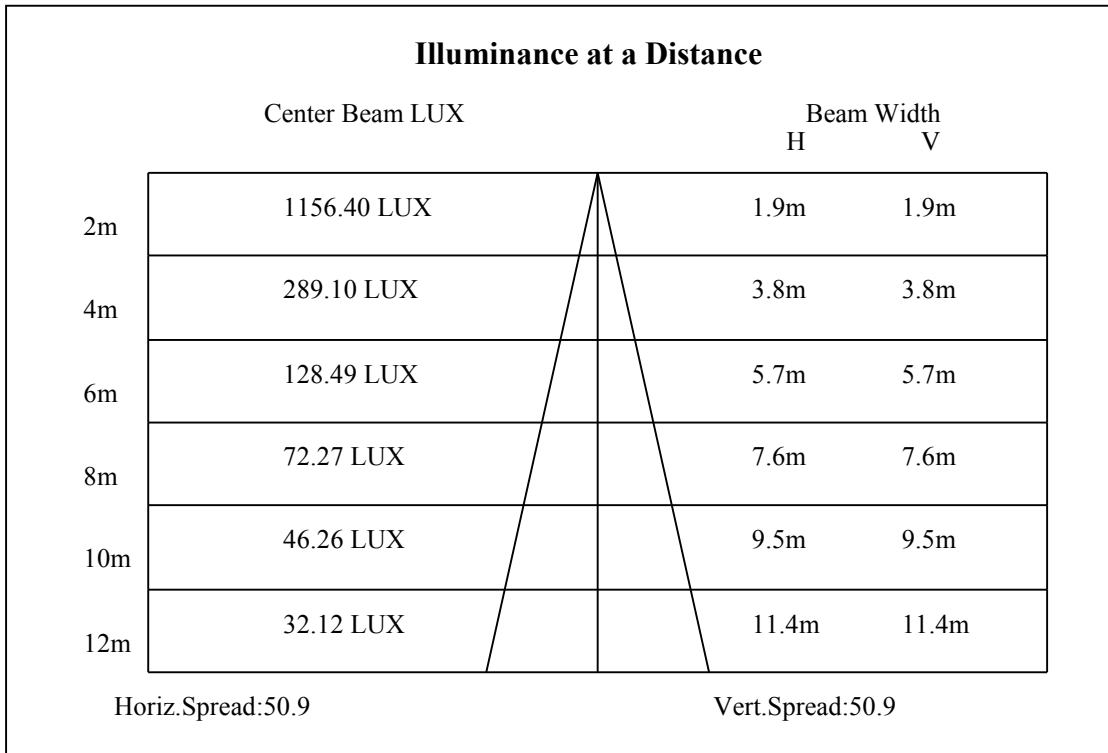 Illuminance at a Distance
Center Beam LUX Beam Width
H V
2m 1156.40 LUX 1.9m 1.9m
4m 289.10 LUX 3.8m 3.8m
6m 128.49 LUX 5.7m 5.7m
8m 72.27 LUX 7.6m 7.6m
10m 46.26 LUX 9.5m 9.5m
12m 32.12 LUX 11.4m 11.4m
Horiz.Spread:50.9 Vert.Spread:50.9